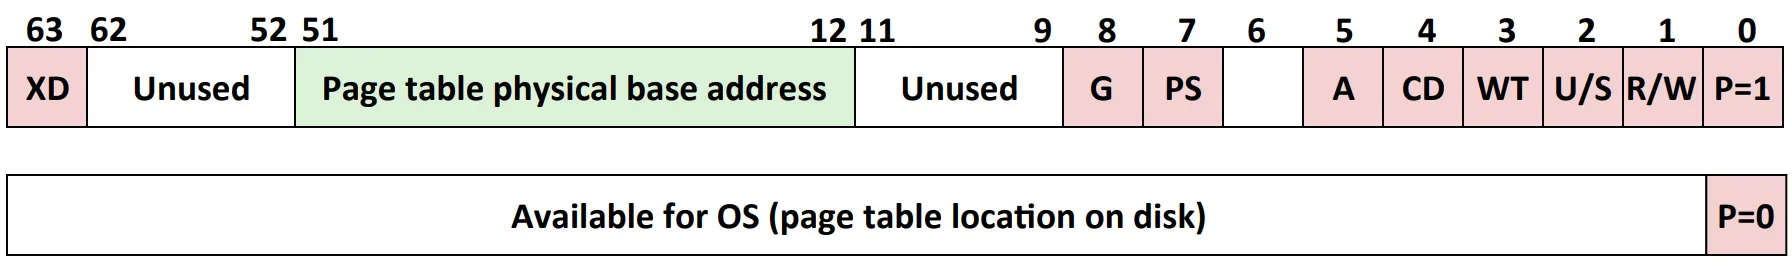 63 62 52 51 12 11 9 8 7 6 5 4 3 2 1 0
XD Unused Page table physical base address Unused G PS A CD WT U/S R/W P=1
Available for OS (page table location on disk) P=0